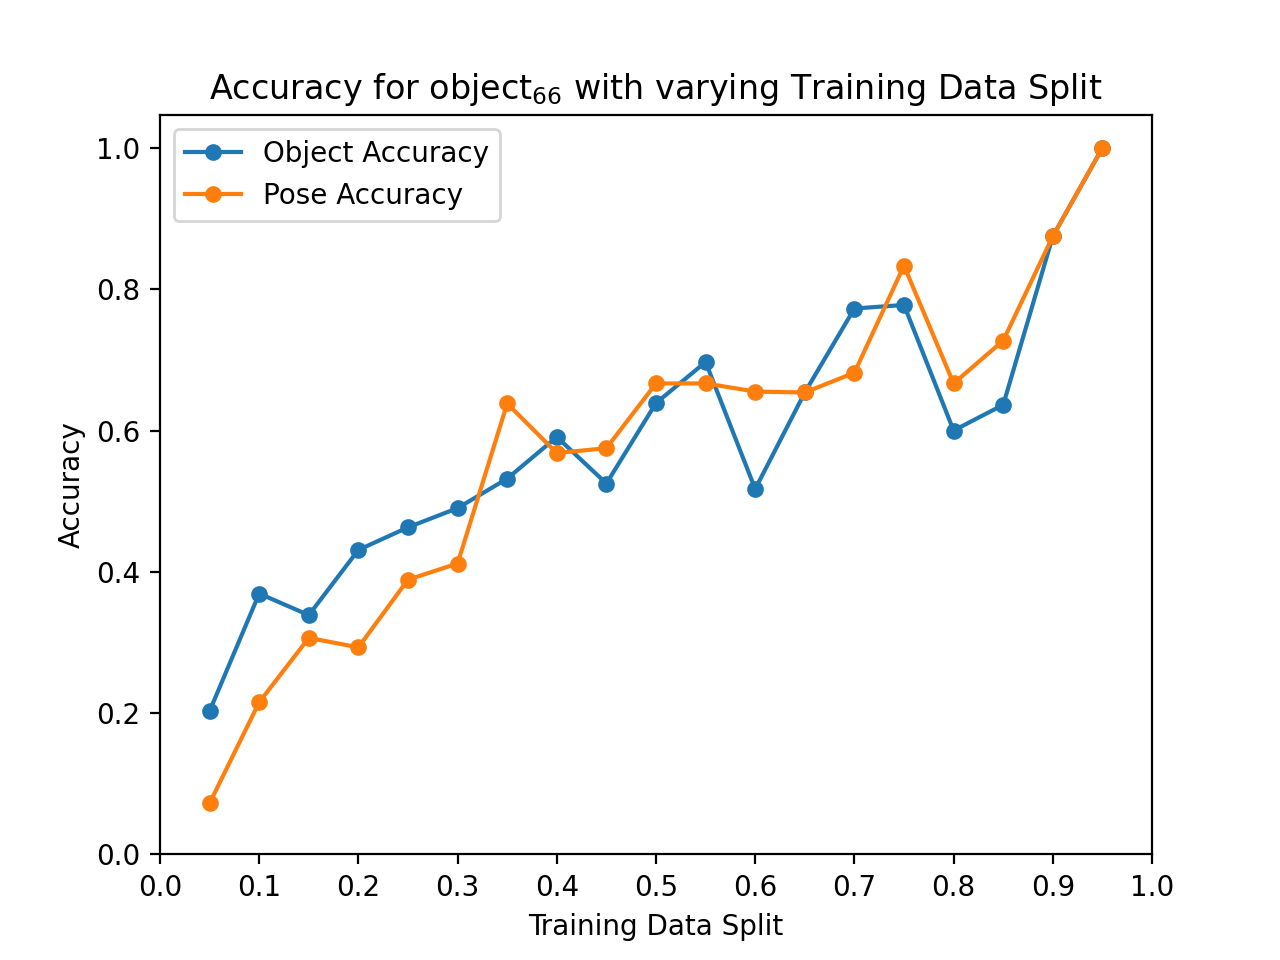 Accuracy for object₆₆ with varying Training Data Split
Object Accuracy
Pose Accuracy
1.0
0.8
0.6
0.4
0.2
0.0
Accuracy
0.0 0.1 0.2 0.3 0.4 0.5 0.6 0.7 0.8 0.9 1.0
Training Data Split